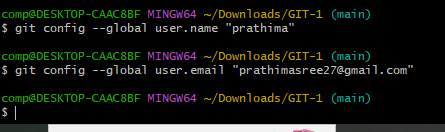 comp@DESKTOP-CAAC8BF MINGW64 ~/Downloads/GIT-1 (main)
$ git config --global user.name "prathima"
comp@DESKTOP-CAAC8BF MINGW64 ~/Downloads/GIT-1 (main)
$ git config --global user.email "prathimasree27@gmail.com"
comp@DESKTOP-CAAC8BF MINGW64 ~/Downloads/GIT-1 (main)
$